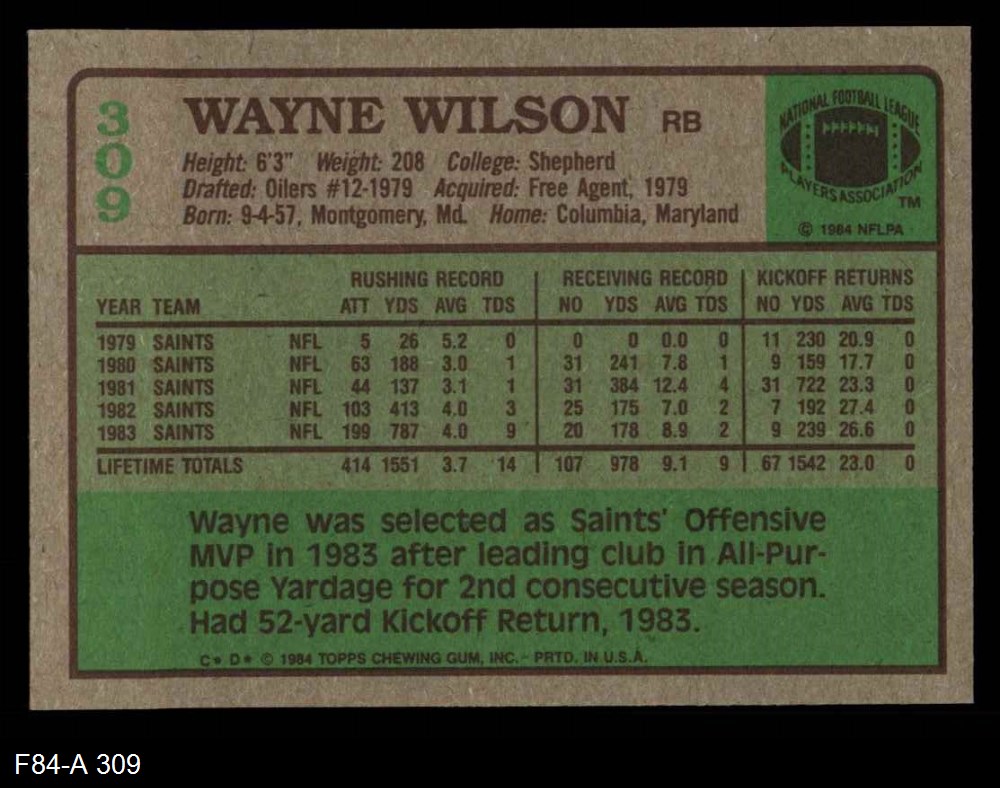 309
WAYNE WILSON RB
Height: 6'3" Weight: 208 College: Shepherd
Drafted: Oilers #12-1979 Acquired: Free Agent, 1979
Born: 9-4-57, Montgomery, Md. Home: Columbia, Maryland
NATIONAL FOOTBALL LEAGUE
PLAYERS ASSOCIATION
TM
© 1984 NFLPA
RUSHING RECORD RECEIVING RECORD KICKOFF RETURNS
YEAR TEAM ATT YDS AVG TDS NO YDS AVG TDS NO YDS AVG TDS
1979 SAINTS NFL 5 26 5.2 0 0 0 0.0 0 11 230 20.9 0
1980 SAINTS NFL 63 188 3.0 1 31 241 7.8 1 9 159 17.7 0
1981 SAINTS NFL 44 137 3.1 1 31 384 12.4 4 31 722 23.3 0
1982 SAINTS NFL 103 413 4.0 3 25 175 7.0 2 7 192 27.4 0
1983 SAINTS NFL 199 787 4.0 9 20 178 8.9 2 9 239 26.6 0
LIFETIME TOTALS 414 1551 3.7 14 107 978 9.1 9 67 1542 23.0 0
Wayne was selected as Saints' Offensive
MVP in 1983 after leading club in All-Pur-
pose Yardage for 2nd consecutive season.
Had 52-yard Kickoff Return, 1983.
C* D* © 1984 TOPPS CHEWING GUM, INC. - PRTD. IN U.S.A.
F84-A 309